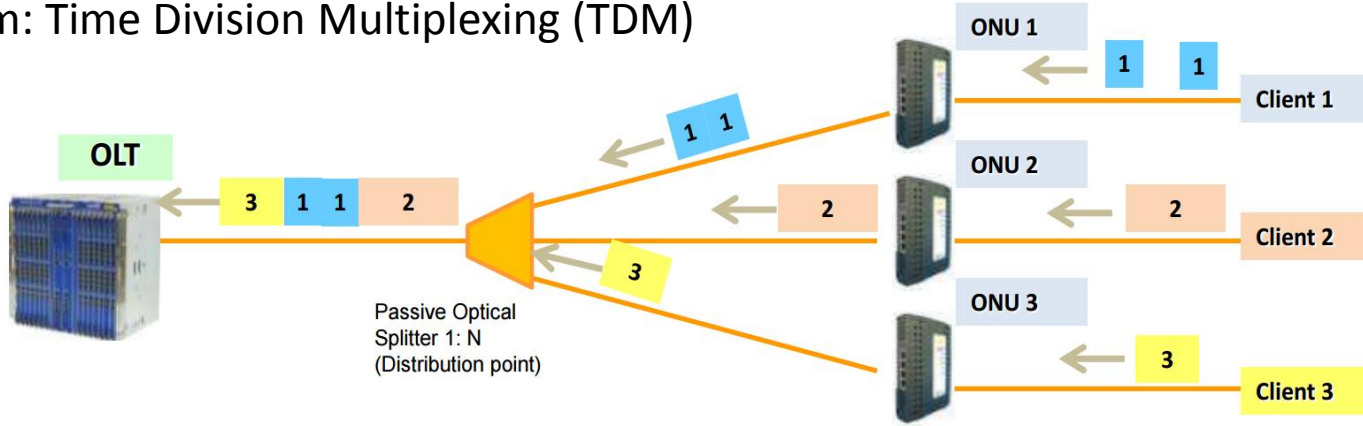 m: Time Division Multiplexing (TDM)
ONU 1
1 1
Client 1
1 1
OLT
ONU 2
3 1 1 2
2
2
Client 2
3
Passive Optical
Splitter 1: N
(Distribution point)
ONU 3
3
Client 3